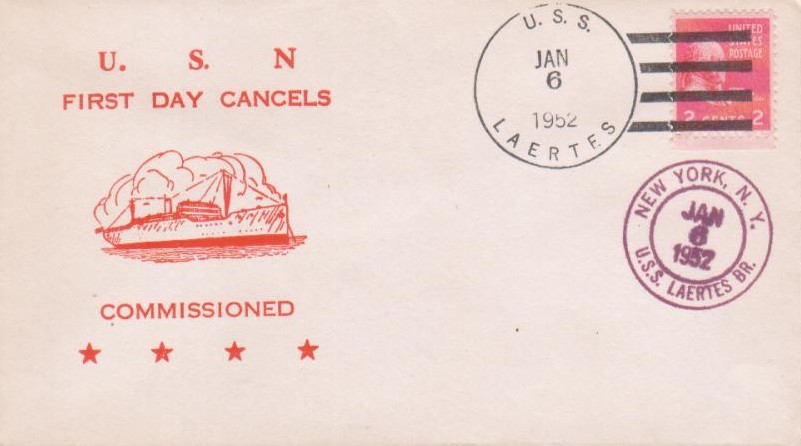 U. S. N
FIRST DAY CANCELS
COMMISSIONED
U. S. S.
JAN
6
1952
LAERTES
UNITED
STATES
POSTAGE
2 CENTS 2
NEW YORK, N. Y.
JAN
6
1952
U.S.S. LAERTES BR.